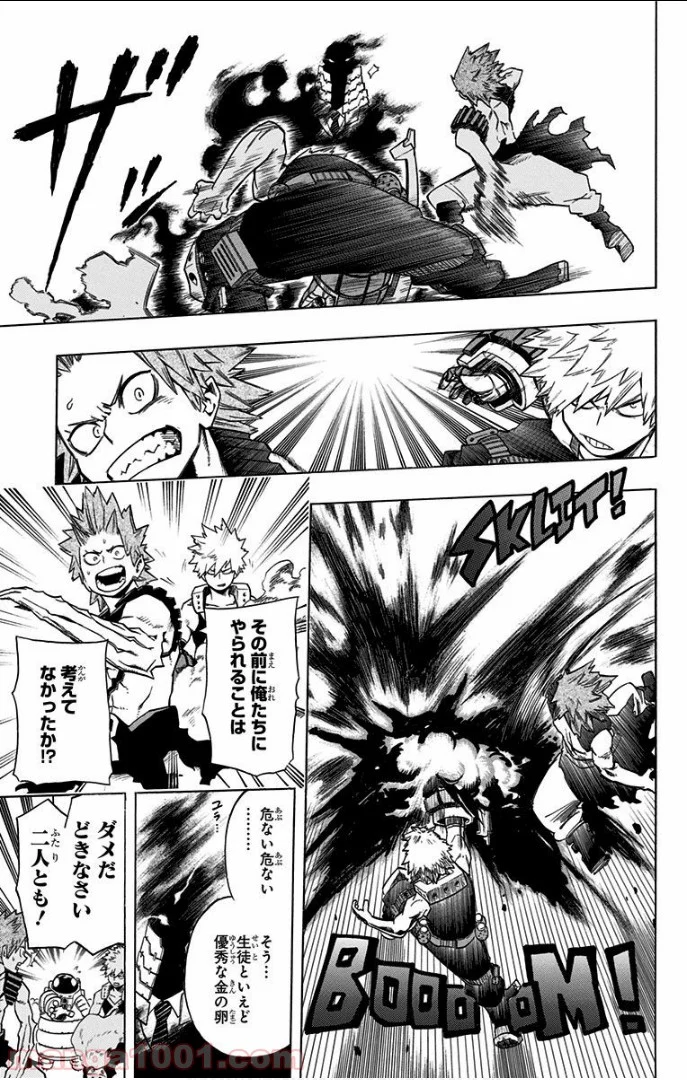 ザッ
SKLIT!
BOOOOM!
その前に俺たちに
やられることは
考えて
なかったか!?
ユラ…
危ない危ない
………
そう…
生徒といえど
優秀な金の卵
ダメだ
どきなさい
二人とも!
manga1001.com